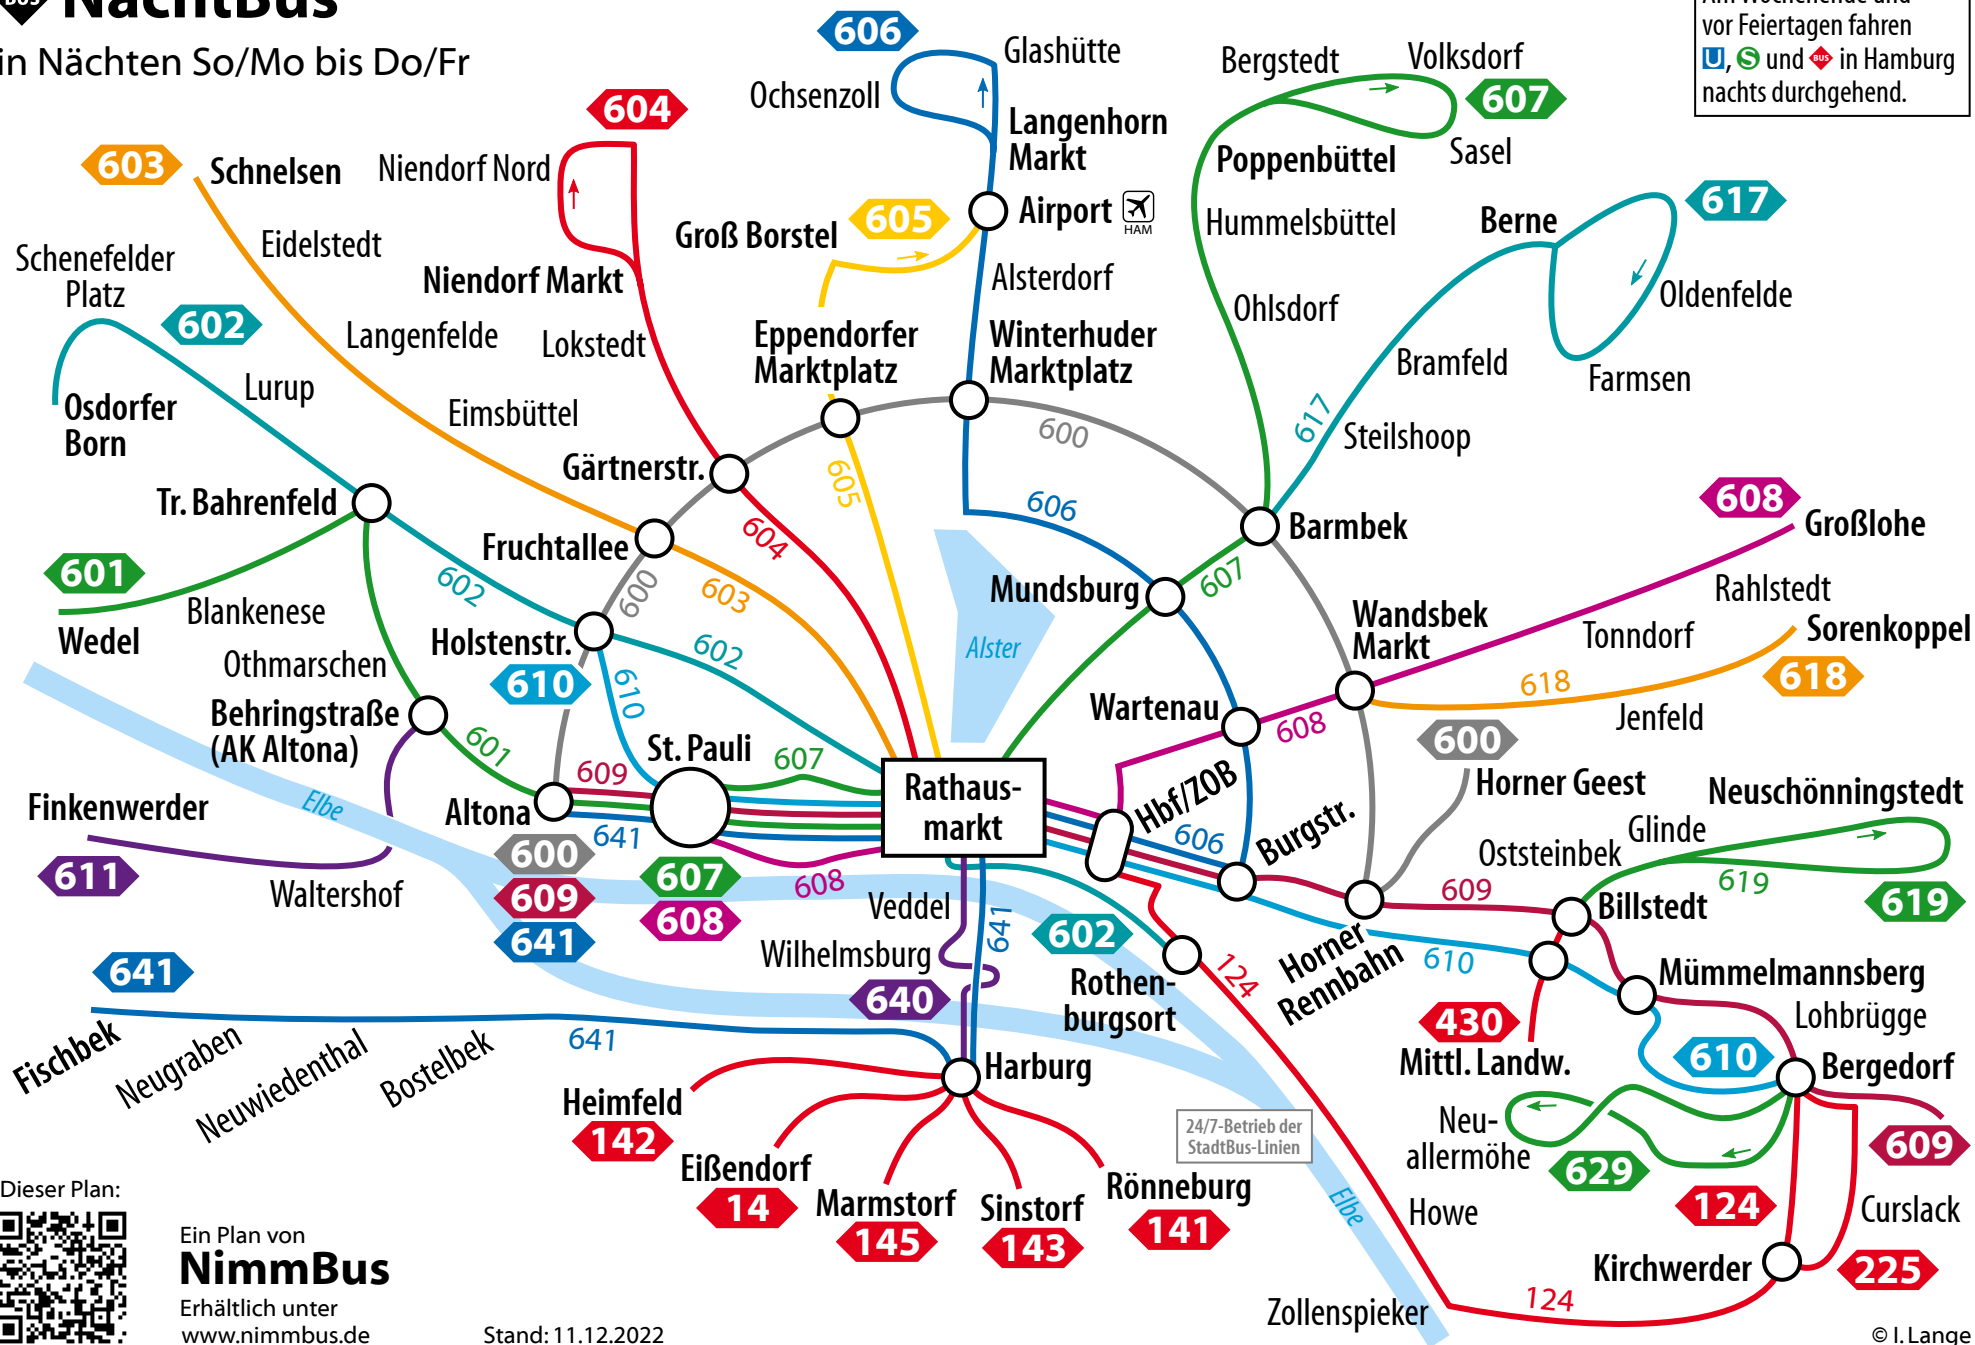 BUS NachtBus
in Nächten So/Mo bis Do/Fr
Am Wochenende und
vor Feiertagen fahren
U, S und BUS in Hamburg
nachts durchgehend.
606
Glashütte
Ochsenzoll
Langenhorn
Markt
Bergstedt
Volksdorf
607
Sasel
Poppenbüttel
604
Niendorf Nord
603
Schnelsen
Eidelstedt
Niendorf Markt
Groß Borstel
605
Airport
HAM
Alsterdorf
Hummelsbüttel
Berne
617
Schenefelder
Platz
602
Langenfelde
Lokstedt
Eppendorfer
Marktplatz
Winterhuder
Marktplatz
Ohlsdorf
Oldenfelde
Bramfeld
Farmsen
Osdorfer
Born
Lurup
Eimsbüttel
600
617
Steilshoop
Gärtnerstr.
Tr. Bahrenfeld
605
606
604
Barmbek
608
Großlohe
Fruchtallee
601
602
600
603
Mundsburg
607
Wedel
Blankenese
Othmarschen
Holstenstr.
610
610
602
Alster
Wandsbek
Markt
Rahlstedt
Tonndorf
Sorenkoppel
618
618
Jenfeld
Behringstraße
(AK Altona)
601
St. Pauli
607
Wartenau
608
600
Horner Geest
Rathaus-
markt
Hbf/ZOB
606
Burgstr.
Neuschönningstedt
Glinde
Oststeinbek
619
619
Finkenwerder
611
Elbe
Altona
609
641
600
609
641
607
608
608
Waltershof
Veddel
641
Wilhelmsburg
640
602
Rothen-
burgsort
124
Horner
Rennbahn
609
610
Billstedt
Mümmelmannsberg
Lohbrügge
641
Fischbek
Neugraben
Neuwiedenthal
Bostelbek
641
Harburg
430
Mittl. Landw.
610
Bergedorf
Heimfeld
142
Eißendorf
14
Marmstorf
145
Sinstorf
143
Rönneburg
141
24/7-Betrieb der
StadtBus-Linien
Neu-
allermöhe
629
609
124
Curslack
Elbe
Howe
Kirchwerder
225
Zollenspieker
124
Dieser Plan:
Ein Plan von
NimmBus
Erhältlich unter
www.nimmbus.de
Stand: 11.12.2022
© I. Lange